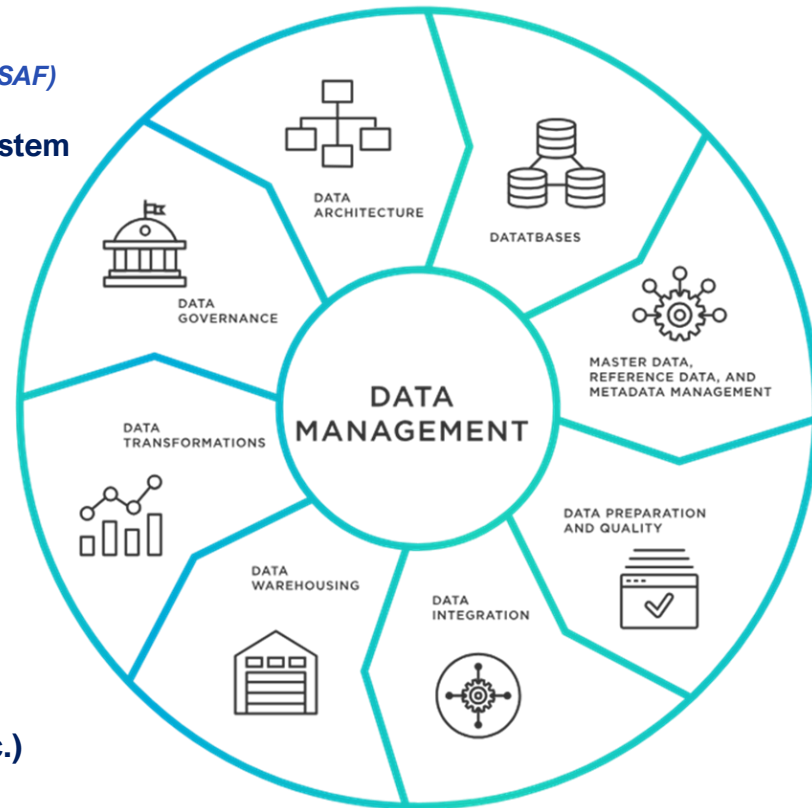 SAF)
stem
c.)
DATA
ARCHITECTURE
DATATBASES
MASTER DATA,
REFERENCE DATA, AND
METADATA MANAGEMENT
DATA PREPARATION
AND QUALITY
DATA
INTEGRATION
DATA
WAREHOUSING
DATA
TRANSFORMATIONS
DATA
GOVERNANCE
DATA
MANAGEMENT